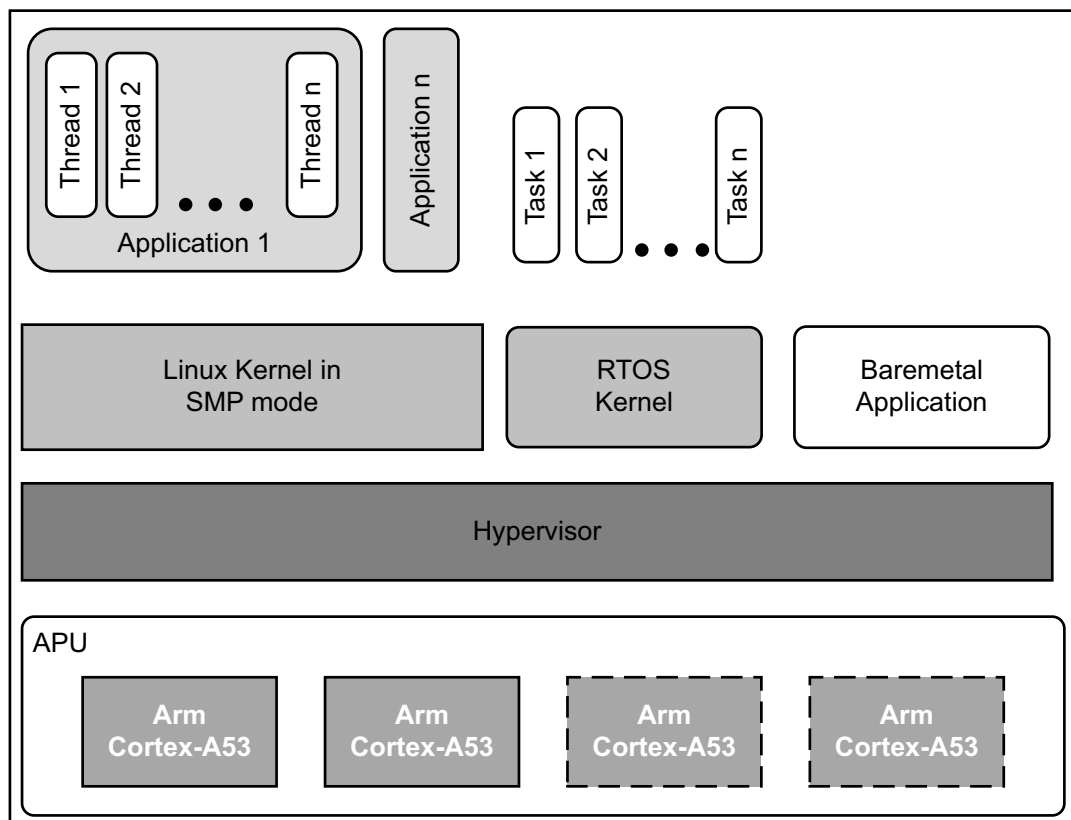 Thread 1
Thread 2
Thread n
Application 1
Application n
Task 1
Task 2
Task n
Linux Kernel in
SMP mode
RTOS
Kernel
Baremetal
Application
Hypervisor
APU
Arm
Cortex-A53
Arm
Cortex-A53
Arm
Cortex-A53
Arm
Cortex-A53